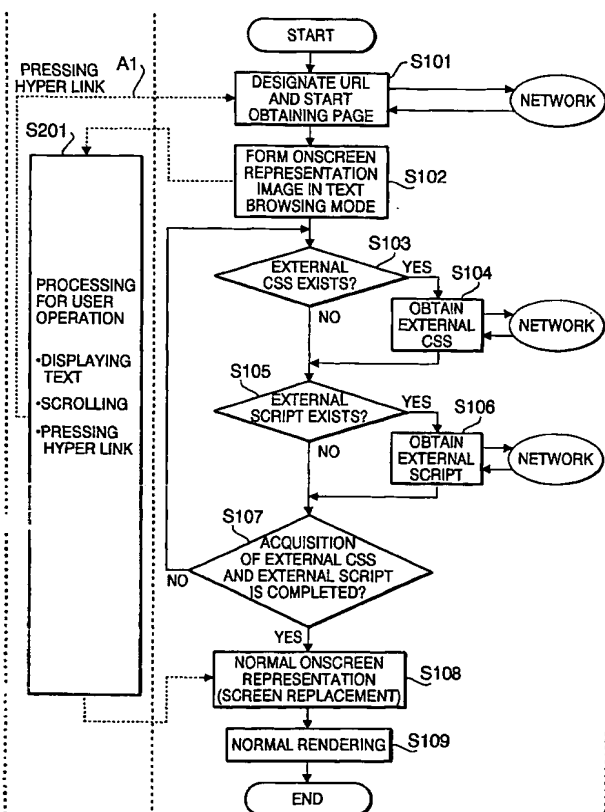 START
S101
PRESSING
HYPER LINK
A1
DESIGNATE URL
AND START
OBTAINING PAGE
NETWORK
S201
FORM ONSCREEN
REPRESENTATION
IMAGE IN TEXT
BROWSING MODE
S102
S103
EXTERNAL
CSS EXISTS?
YES
NO
S104
OBTAIN
EXTERNAL
CSS
NETWORK
PROCESSING
FOR USER
OPERATION
•DISPLAYING
TEXT
•SCROLLING
•PRESSING
HYPER LINK
S105
EXTERNAL
SCRIPT EXISTS?
YES
NO
S106
OBTAIN
EXTERNAL
SCRIPT
NETWORK
S107
ACQUISITION
OF EXTERNAL CSS
AND EXTERNAL SCRIPT
IS COMPLETED?
NO
YES
NORMAL ONSCREEN
REPRESENTATION
(SCREEN REPLACEMENT)
S108
NORMAL RENDERING
S109
END